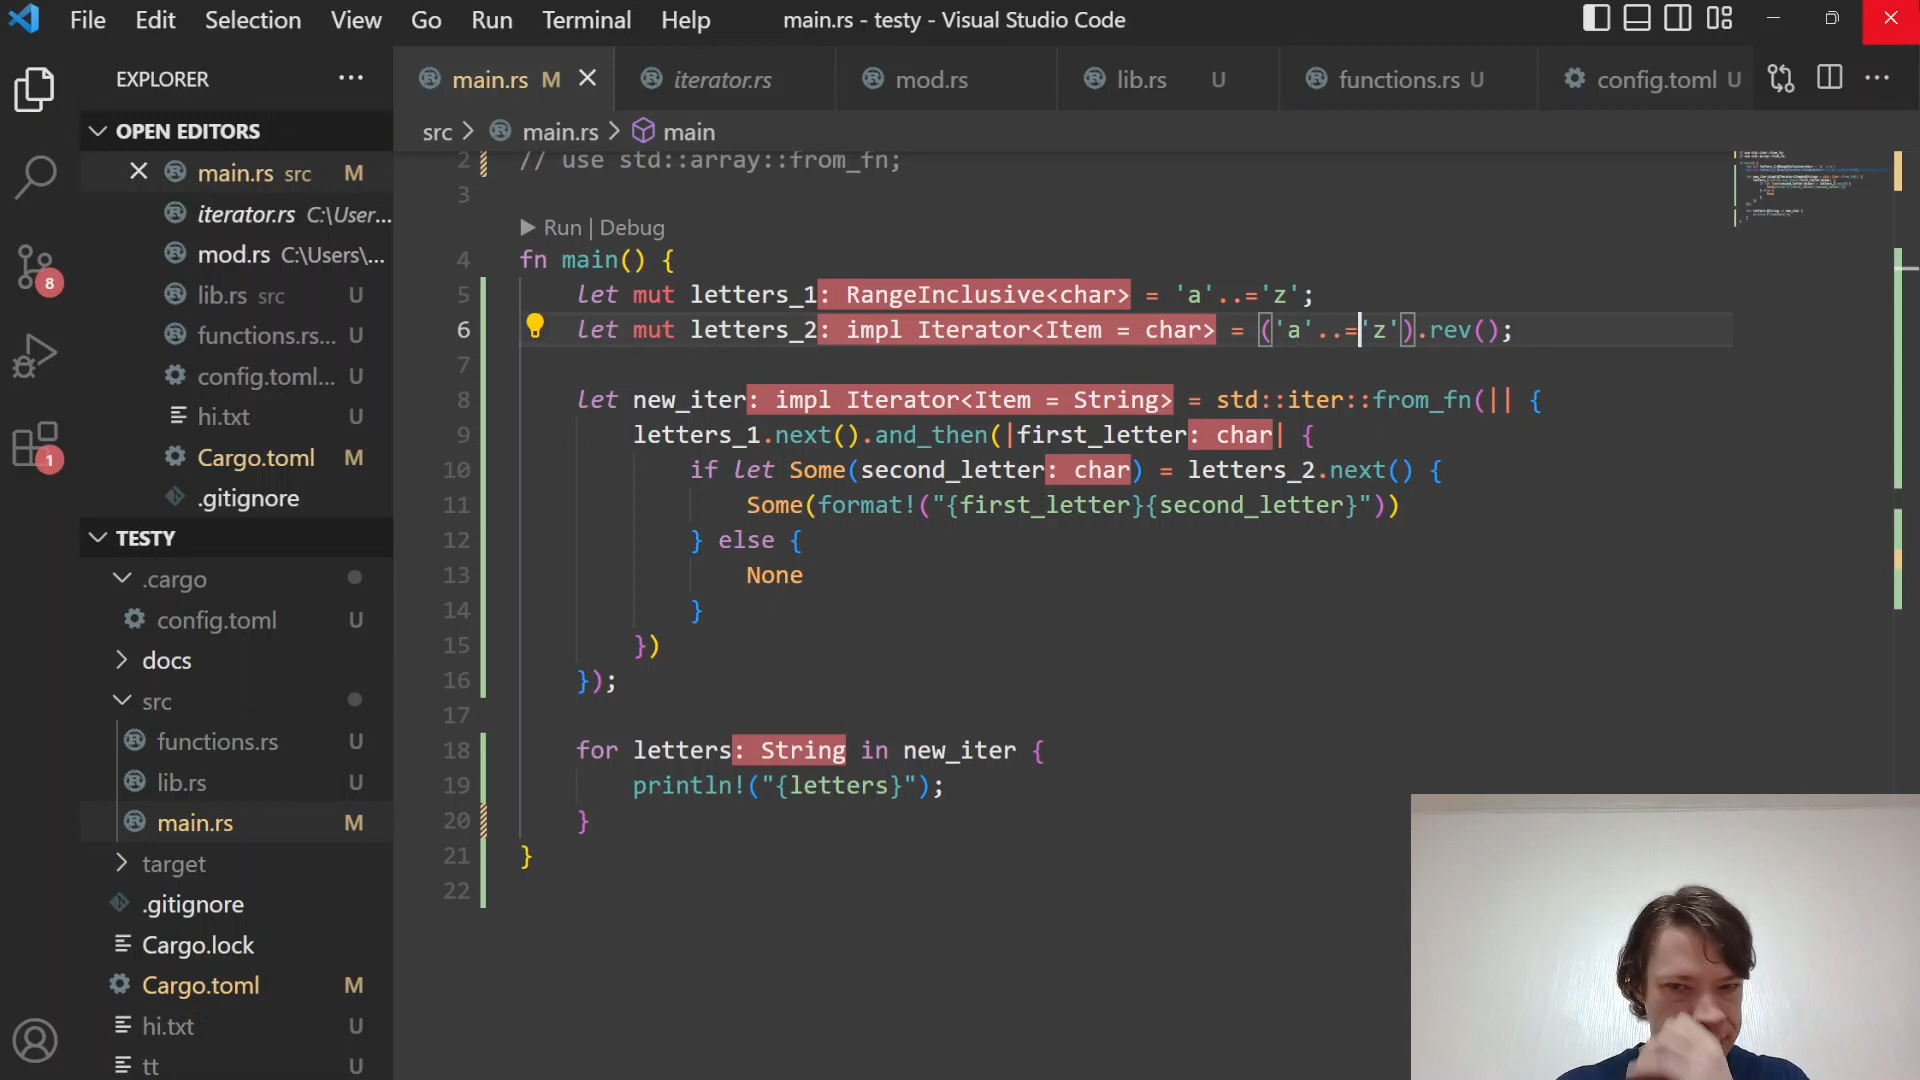 File Edit Selection View Go Run Terminal Help main.rs - testy - Visual Studio Code
EXPLORER
main.rs M iterator.rs mod.rs lib.rs U functions.rs U config.toml U
OPEN EDITORS
src > main.rs > main
main.rs src M
iterator.rs C:\User...
mod.rs C:\Users\...
lib.rs src U
functions.rs... U
config.toml... U
hi.txt U
Cargo.toml M
.gitignore
TESTY
.cargo
config.toml U
docs
src
functions.rs U
lib.rs U
main.rs M
target
.gitignore
Cargo.lock
Cargo.toml M
hi.txt U
tt U
8
1
2 // use std::array::from_fn;
3
Run | Debug
4 fn main() {
5 let mut letters_1: RangeInclusive<char> = 'a'..='z';
6 let mut letters_2: impl Iterator<Item = char> = ('a'..='z').rev();
7
8 let new_iter: impl Iterator<Item = String> = std::iter::from_fn(|| {
9 letters_1.next().and_then(|first_letter: char| {
10 if let Some(second_letter: char) = letters_2.next() {
11 Some(format!("{first_letter}{second_letter}"))
12 } else {
13 None
14 }
15 })
16 });
17
18 for letters: String in new_iter {
19 println!("{letters}");
20 }
21 }
22